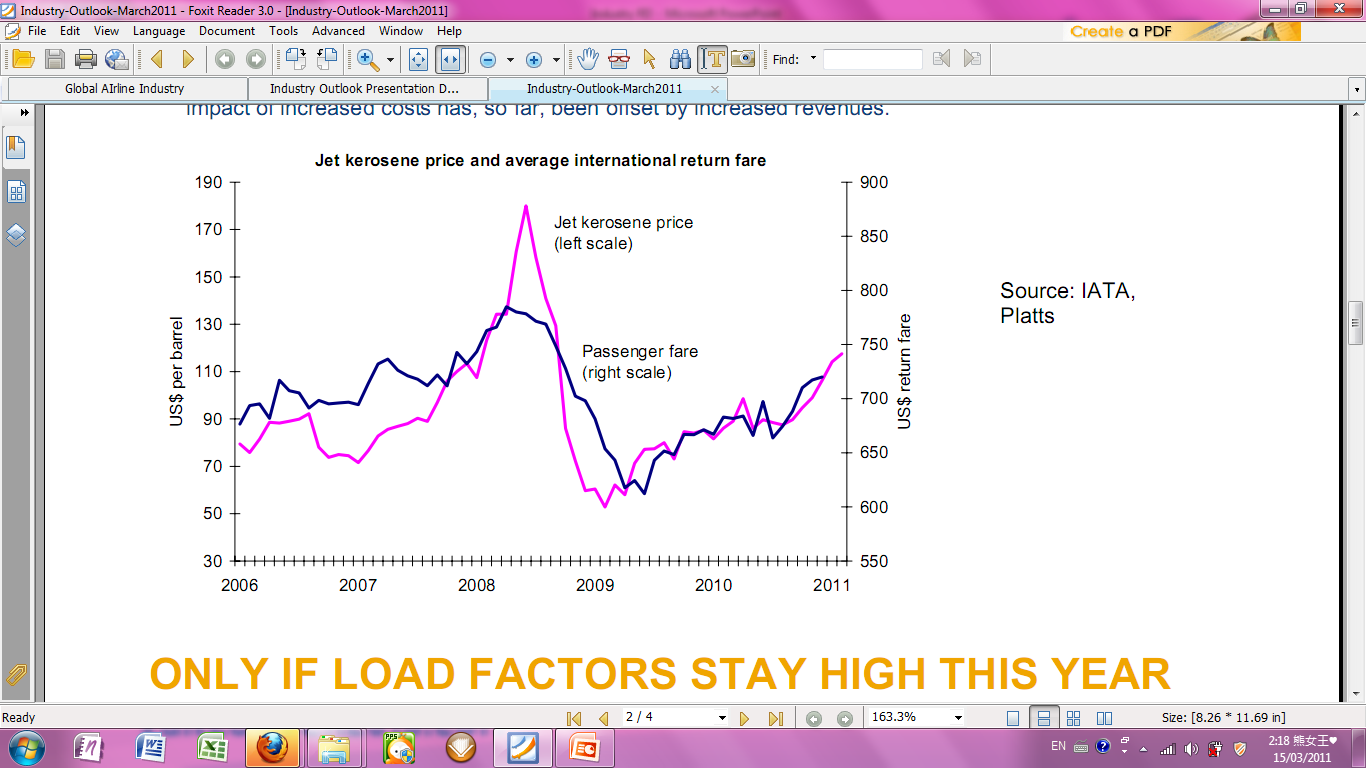 Industry-Outlook-March2011 - Foxit Reader 3.0 - [Industry-Outlook-March2011]
File Edit View Language Document Tools Advanced Window Help
Create a PDF
Find:
Global AIrline Industry
Industry Outlook Presentation D...
Industry-Outlook-March2011
impact of increased costs has, so far, been offset by increased revenues.
Jet kerosene price and average international return fare
190
170
150
130
110
90
70
50
30
US$ per barrel
Jet kerosene price
(left scale)
Passenger fare
(right scale)
900
850
800
750
700
650
600
550
US$ return fare
2006 2007 2008 2009 2010 2011
Source: IATA,
Platts
ONLY IF LOAD FACTORS STAY HIGH THIS YEAR
Ready
2 / 4
163.3%
Size: [8.26 * 11.69 in]
EN
2:18 熊女王♥
15/03/2011